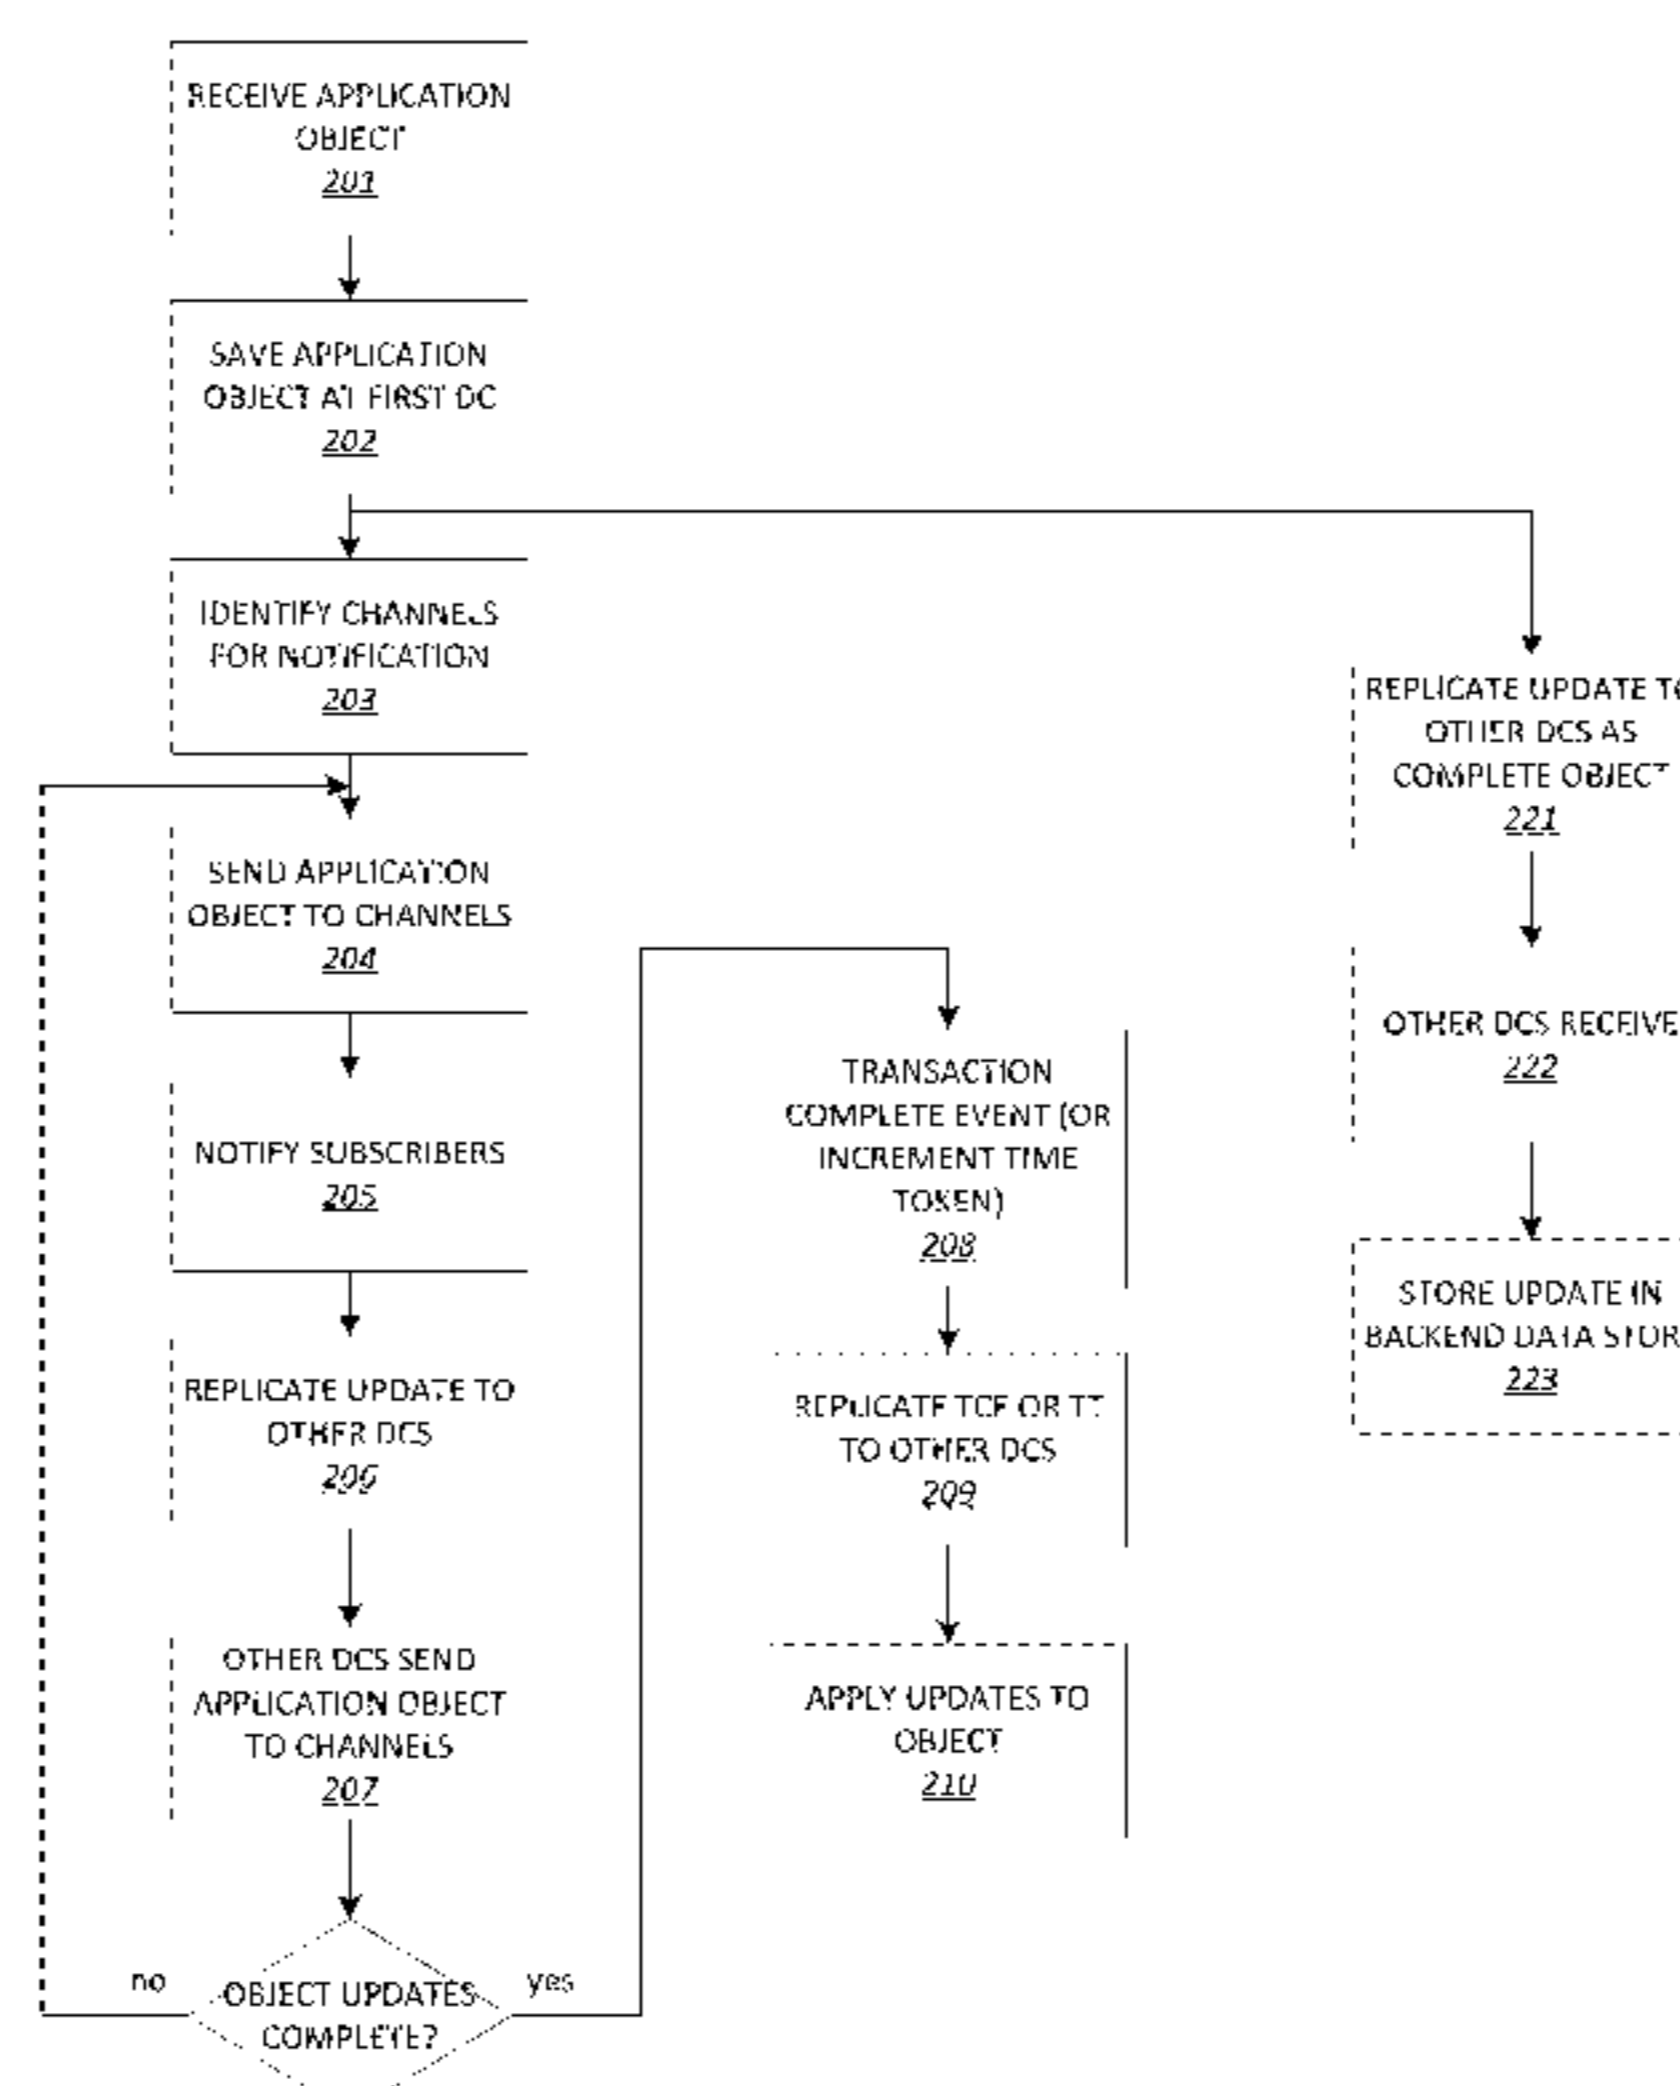 RECEIVE APPLICATION
OBJECT
201
SAVE APPLICATION
OBJECT AT FIRST DC
202
IDENTIFY CHANNELS
FOR NOTIFICATION
203
SEND APPLICATION
OBJECT TO CHANNELS
204
NOTIFY SUBSCRIBERS
205
REPLICATE UPDATE TO
OTHER DCS
206
OTHER DCS SEND
APPLICATION OBJECT
TO CHANNELS
207
no
OBJECT UPDATES
COMPLETE?
yes
TRANSACTION
COMPLETE EVENT (OR
INCREMENT TIME
TOKEN)
208
REPLICATE TCE OR TT
TO OTHER DCS
209
APPLY UPDATES TO
OBJECT
210
REPLICATE UPDATE TO
OTHER DCS AS
COMPLETE OBJECT
221
OTHER DCS RECEIVE
222
STORE UPDATE IN
BACKEND DATA STOR
223